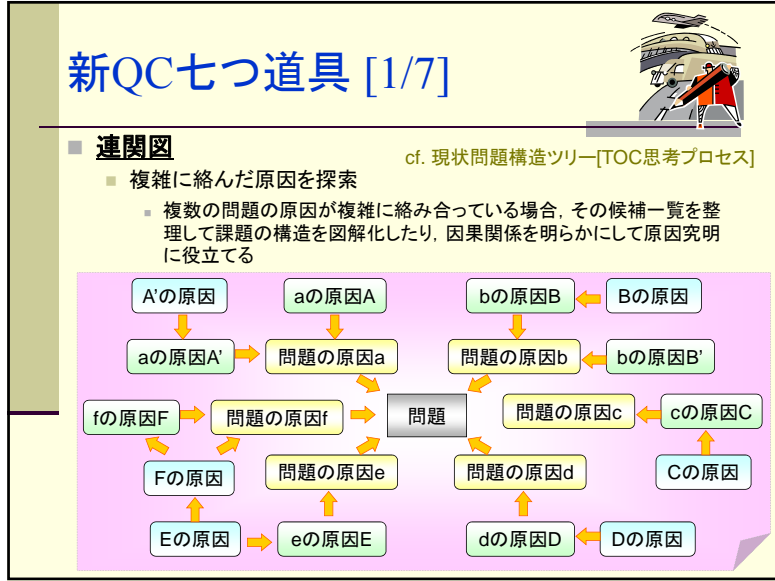 新QC七つ道具 [1/7]
連関図
cf. 現状問題構造ツリー[TOC思考プロセス]
複雑に絡んだ原因を探索
複数の問題の原因が複雑に絡み合っている場合，その候補一覧を整
理して課題の構造を図解化したり，因果関係を明らかにして原因究明
に役立てる
A’の原因
aの原因A
bの原因B
Bの原因
aの原因A’
問題の原因a
問題の原因b
bの原因B’
fの原因F
問題の原因f
問題
問題の原因c
cの原因C
Fの原因
問題の原因e
問題の原因d
Cの原因
Eの原因
eの原因E
dの原因D
Dの原因